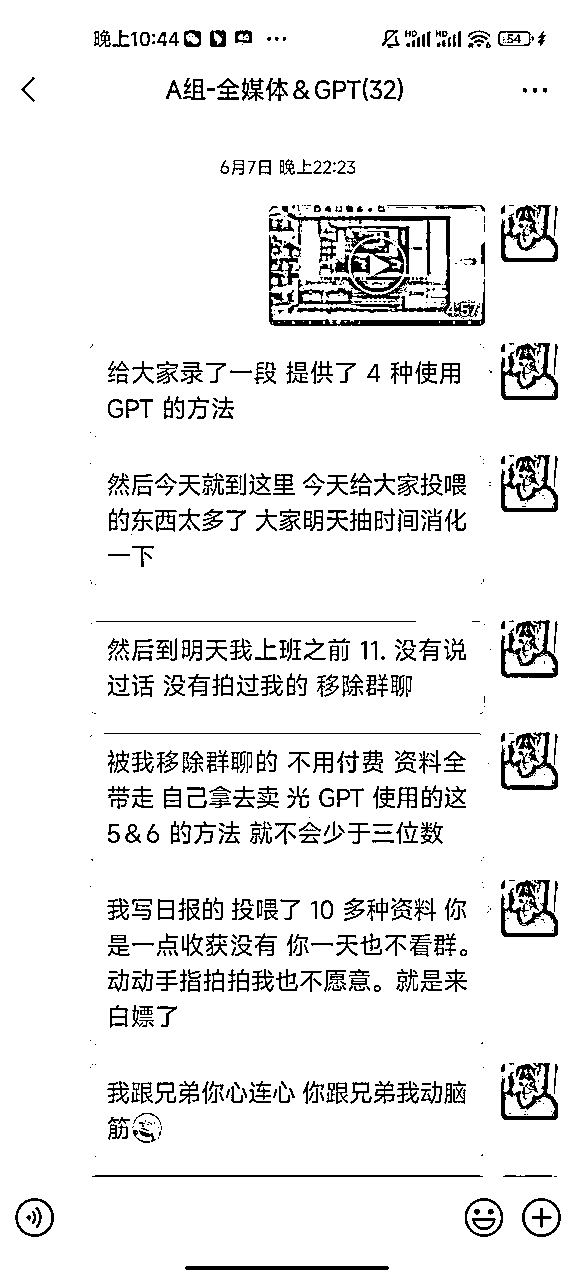 晚上10:44
54
A组-全媒体&GPT(32)
6月7日 晚上22:23
4:57
给大家录了一段 提供了 4 种使用
GPT 的方法
然后今天就到这里 今天给大家投喂
的东西太多了 大家明天抽时间消化
一下
然后到明天我上班之前 11. 没有说
过话 没有拍过我的 移除群聊
被我移除群聊的 不用付费 资料全
带走 自己拿去卖 光 GPT 使用的这
5&6 的方法 就不会少于三位数
我写日报的 投喂了 10 多种资料 你
是一点收获没有 你一天也不看群。
动动手指拍拍我也不愿意。就是来
白嫖了
我跟兄弟你心连心 你跟兄弟我动脑
筋